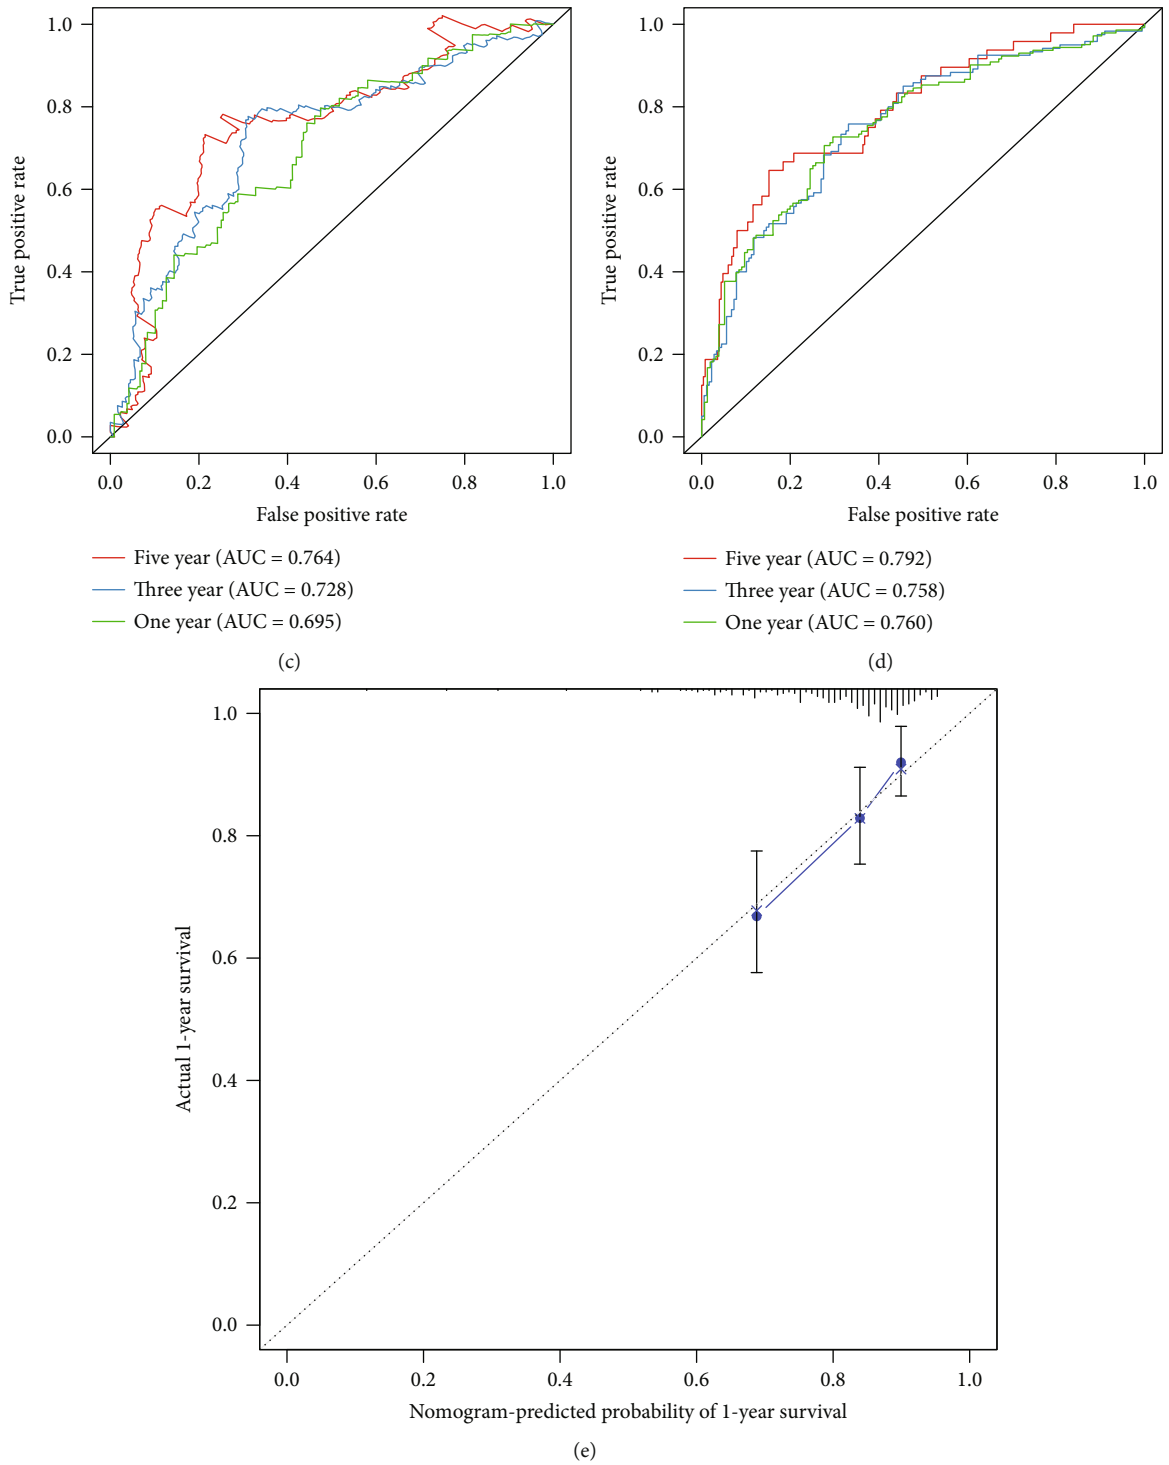 1.0
0.8
0.6
0.4
0.2
0.0
True positive rate
0.0 0.2 0.4 0.6 0.8 1.0
False positive rate
Five year (AUC = 0.764)
Three year (AUC = 0.728)
One year (AUC = 0.695)
(c)
1.0
0.8
0.6
0.4
0.2
0.0
True positive rate
0.0 0.2 0.4 0.6 0.8 1.0
False positive rate
Five year (AUC = 0.792)
Three year (AUC = 0.758)
One year (AUC = 0.760)
(d)
1.0
0.8
0.6
0.4
0.2
0.0
Actual 1-year survival
0.0 0.2 0.4 0.6 0.8 1.0
Nomogram-predicted probability of 1-year survival
(e)